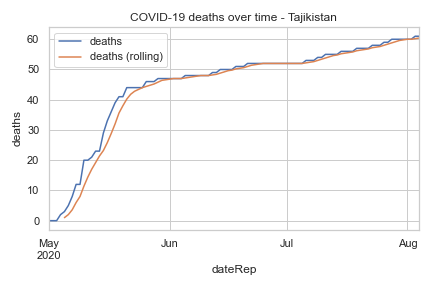 COVID-19 deaths over time - Tajikistan
deaths
deaths (rolling)
60
50
40
30
20
10
0
deaths
May
2020
Jun
Jul
Aug
dateRep